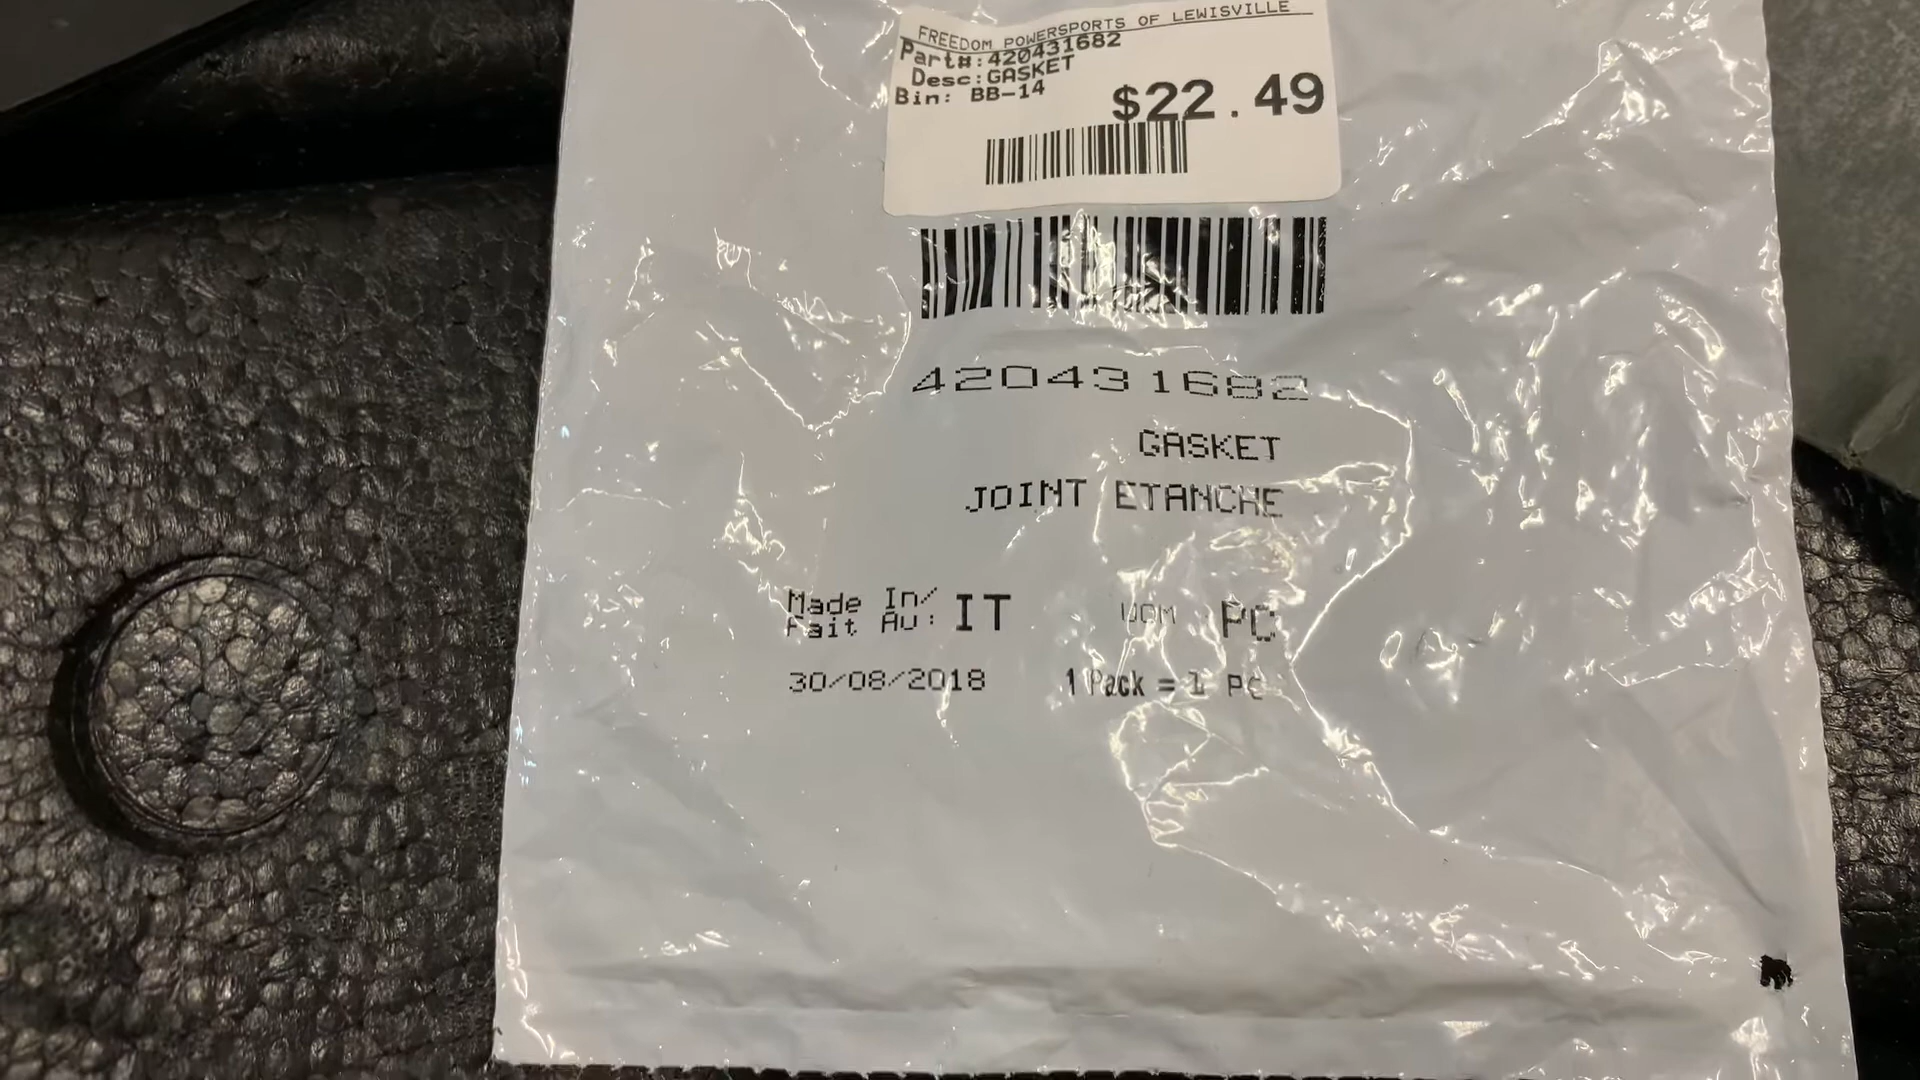 FREEDOM POWERSPORTS OF LEWISVILLE
Part#:420431682
Desc:GASKET
Bin: BB-14
$22.49
420431682
GASKET
JOINT ETANCHE
Made In/
Fait Au: IT
UOM PC
30/08/2018
1 Pack = 1 PC